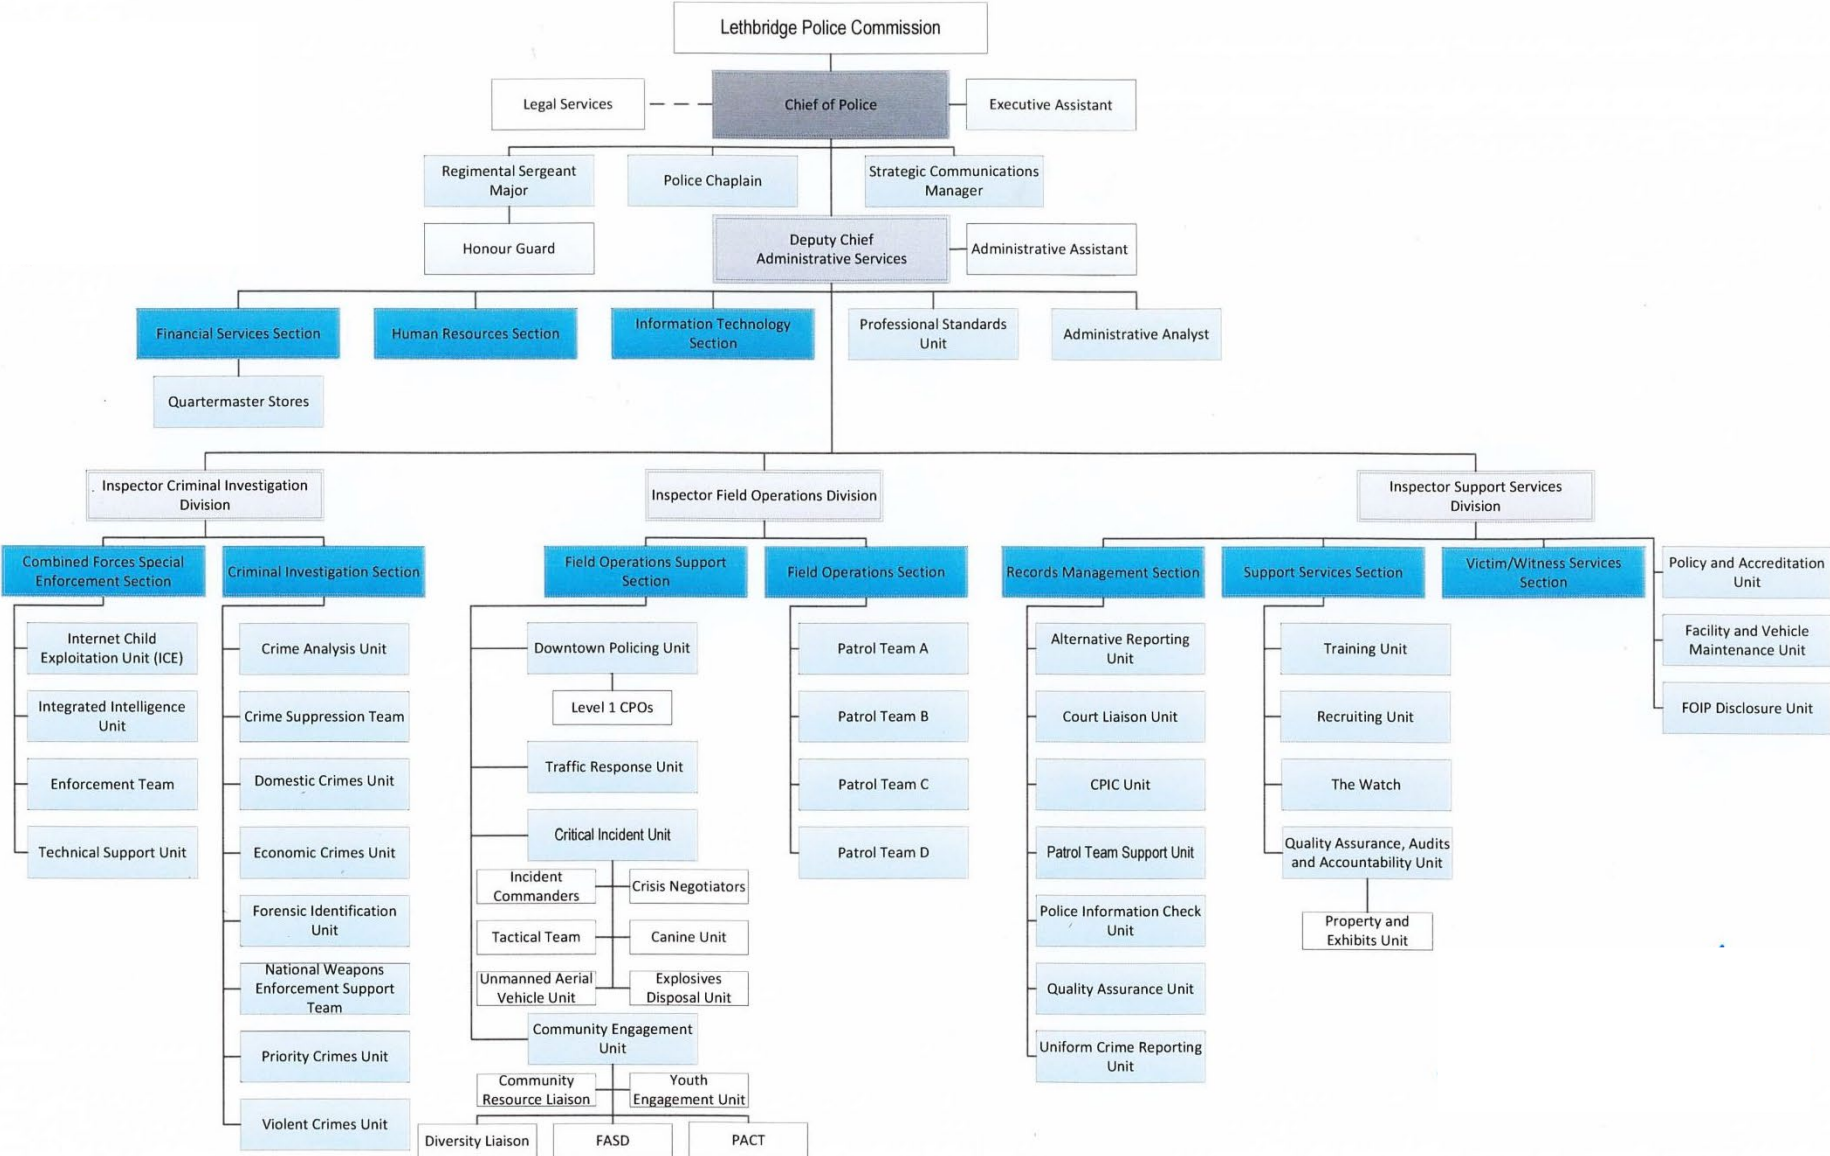 Lethbridge Police Commission
Legal Services
Chief of Police
Executive Assistant
Regimental Sergeant
Major
Police Chaplain
Strategic Communications
Manager
Honour Guard
Deputy Chief
Administrative Services
Administrative Assistant
Financial Services Section
Human Resources Section
Information Technology
Section
Professional Standards
Unit
Administrative Analyst
Quartermaster Stores
Inspector Criminal Investigation
Division
Inspector Field Operations Division
Inspector Support Services
Division
Combined Forces Special
Enforcement Section
Criminal Investigation Section
Field Operations Support
Section
Field Operations Section
Records Management Section
Support Services Section
Victim/Witness Services
Section
Policy and Accreditation
Unit
Internet Child
Exploitation Unit (ICE)
Integrated Intelligence
Unit
Enforcement Team
Technical Support Unit
Crime Analysis Unit
Crime Suppression Team
Domestic Crimes Unit
Economic Crimes Unit
Forensic Identification
Unit
National Weapons
Enforcement Support
Team
Priority Crimes Unit
Violent Crimes Unit
Downtown Policing Unit
Level 1 CPOs
Traffic Response Unit
Critical Incident Unit
Incident
Commanders
Crisis Negotiators
Tactical Team
Canine Unit
Unmanned Aerial
Vehicle Unit
Explosives
Disposal Unit
Community Engagement
Unit
Community
Resource Liaison
Youth
Engagement Unit
Diversity Liaison
FASD
PACT
Patrol Team A
Patrol Team B
Patrol Team C
Patrol Team D
Alternative Reporting
Unit
Court Liaison Unit
CPIC Unit
Patrol Team Support Unit
Police Information Check
Unit
Quality Assurance Unit
Uniform Crime Reporting
Unit
Training Unit
Recruiting Unit
The Watch
Quality Assurance, Audits
and Accountability Unit
Property and
Exhibits Unit
Facility and Vehicle
Maintenance Unit
FOIP Disclosure Unit